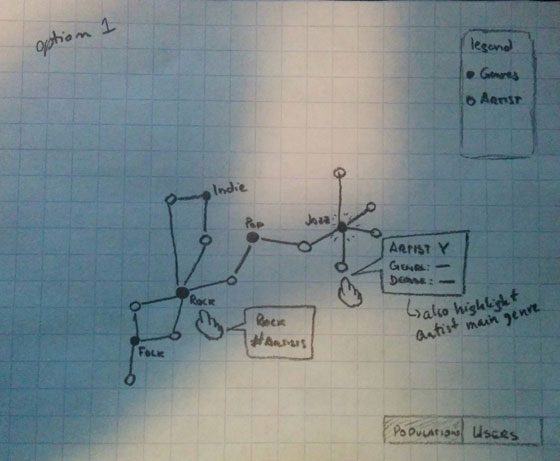 option 1
legend
Genres
Artist
Indie
Pop
Jazz
Rock
Folk
Rock
# Artists
Artist Y
Genre: —
Degree: —
also highlight
artist main genre
Population Users